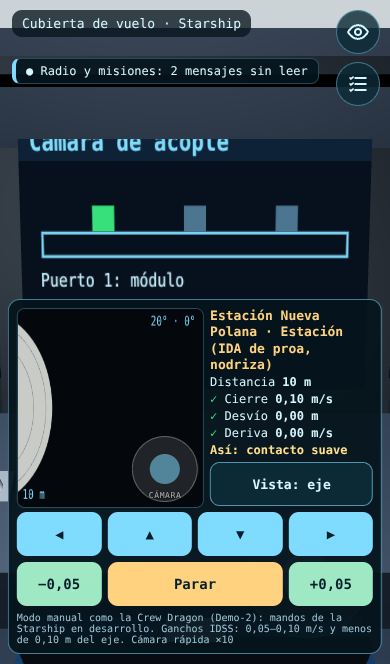 Cubierta de vuelo · Starship
● Radio y misiones: 2 mensajes sin leer
Cámara de acople
Puerto 1: módulo
20° · 0°
10 m
CÁMARA
Estación Nueva
Polana · Estación
(IDA de proa,
nodriza)
Distancia 10 m
✓ Cierre 0,10 m/s
✓ Desvío 0,00 m
✓ Deriva 0,00 m/s
Así: contacto suave
Vista: eje
◄ ▲ ▼ ►
−0,05 Parar +0,05
Modo manual como la Crew Dragon (Demo-2): mandos de la
Starship en desarrollo. Ganchos IDSS: 0,05–0,10 m/s y menos
de 0,10 m del eje. Cámara rápida ×10